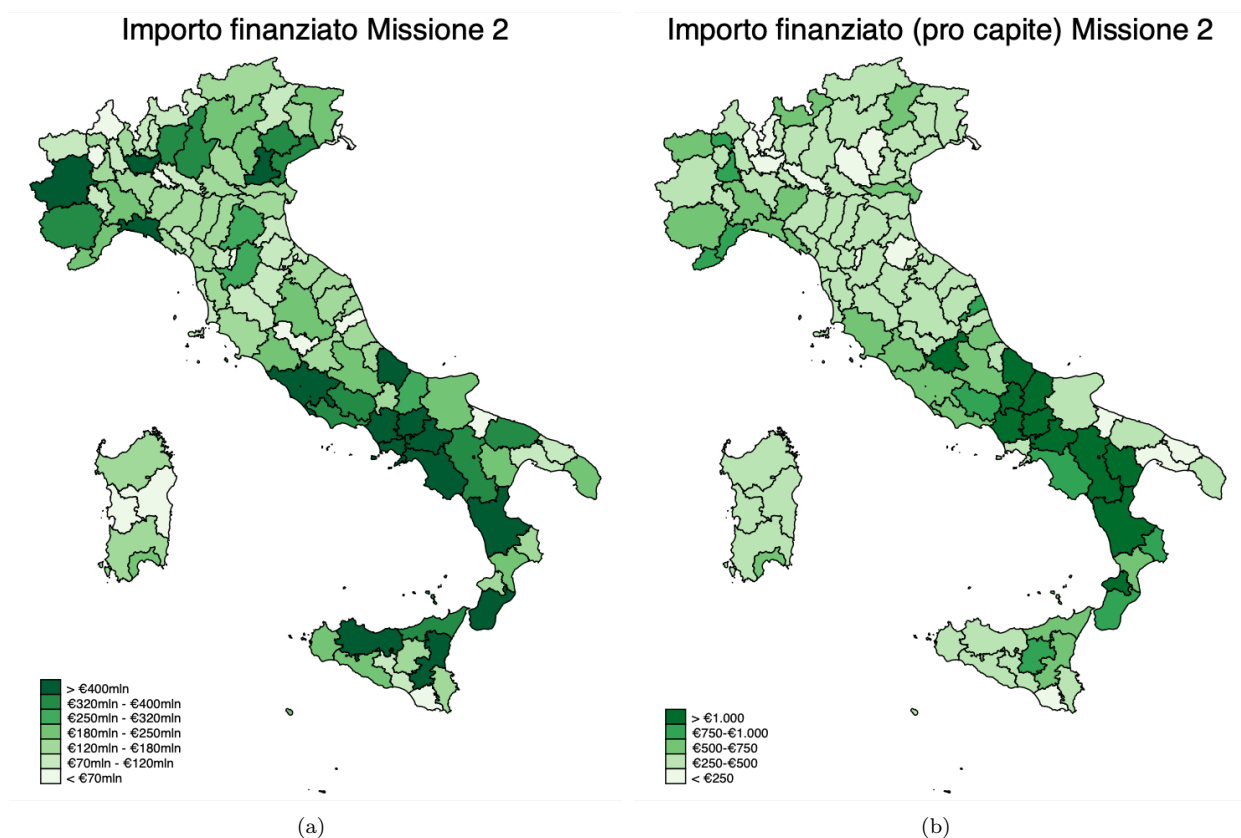 Importo finanziato Missione 2
Importo finanziato (pro capite) Missione 2
> €400mln
€320mln - €400mln
€250mln - €320mln
€180mln - €250mln
€120mln - €180mln
€70mln - €120mln
< €70mln
> €1.000
€750-€1.000
€500-€750
€250-€500
< €250
(a)
(b)